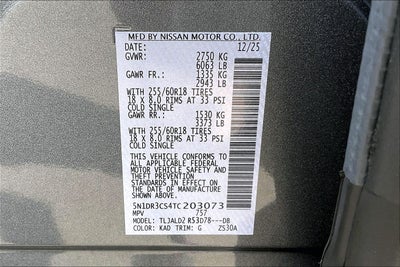 MFD BY NISSAN MOTOR CO., LTD.
DATE: 12/25
GVWR: 2750 KG
6063 LB
GAWR FR.: 1335 KG
2943 LB
WITH 255/60R18 TIRES
18 X 8.0 RIMS AT 33 PSI
COLD SINGLE
GAWR RR.: 1530 KG
3373 LB
WITH 255/60R18 TIRES
18 X 8.0 RIMS AT 33 PSI
COLD SINGLE
THIS VEHICLE CONFORMS TO
ALL APPLICABLE FEDERAL
MOTOR VEHICLE SAFETY
AND THEFT PREVENTION
STANDARDS IN EFFECT ON
THE DATE OF MANUFACTURE
SHOWN ABOVE.
5N1DR3CS4TC203073
MPV 757
MODEL: TLJALD2 R53D78---DB
COLOR: KAD TRIM: G ZS30A